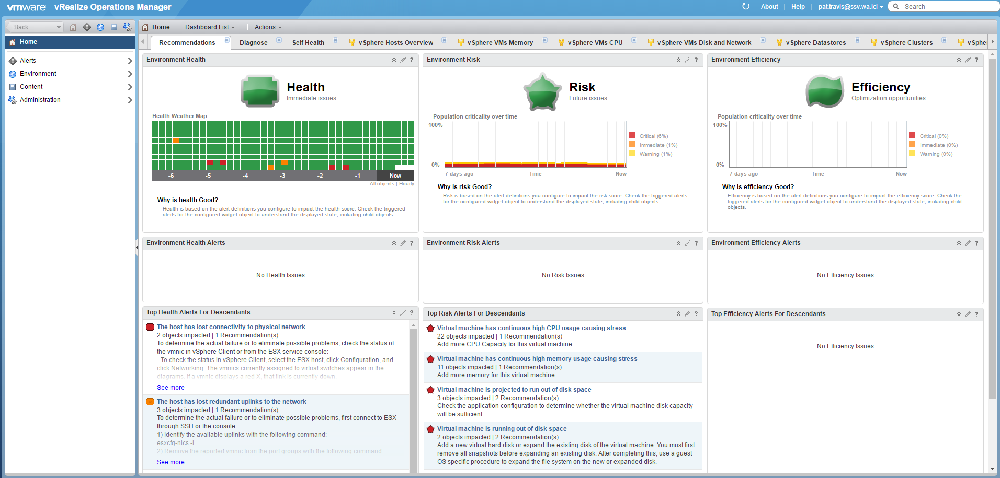 vmware vRealize Operations Manager
About Help pat.travis@ssv.wa.lcl Search
Back
Home Dashboard List Actions
Home
Recommendations Diagnose Self Health vSphere Hosts Overview vSphere VMs Memory vSphere VMs CPU vSphere VMs Disk and Network vSphere Datastores vSphere Clusters vSpher
Alerts
Environment
Content
Administration
Environment Health ?
Health
Immediate issues
Health Weather Map
-6 -5 -4 -3 -2 -1 Now
All objects | Hourly
Why is health Good?
Health is based on the alert definitions you configure to impact the health score. Check the triggered
alerts for the configured widget object to understand the displayed state, including child objects.
Environment Risk ?
Risk
Future issues
Population criticality over time
100%
0%
7 days ago Time Now
Critical (6%)
Immediate (1%)
Warning (1%)
Why is risk Good?
Risk is based on the alert definitions you configure to impact the risk score. Check the triggered alerts
for the configured widget object to understand the displayed state, including child objects.
Environment Efficiency ?
Efficiency
Optimization opportunities
Population criticality over time
100%
0%
7 days ago Time Now
Critical (0%)
Immediate (0%)
Warning (0%)
Why is efficiency Good?
Efficiency is based on the alert definitions you configure to impact the efficiency score. Check the
triggered alerts for the configured widget object to understand the displayed state, including child
objects.
Environment Health Alerts ?
No Health Issues
Environment Risk Alerts ?
No Risk Issues
Environment Efficiency Alerts ?
No Efficiency Issues
Top Health Alerts For Descendants ?
The host has lost connectivity to physical network
2 objects impacted | 1 Recommendation(s)
To determine the actual failure or to eliminate possible problems, check the status of
the vmnic in vSphere Client or from the ESX service console:
- To check the status in vSphere Client, select the ESX host, click Configuration, and
click Networking. The vmnics currently assigned to virtual switches appear in the
diagrams. If a vmnic displays a red X, that link is currently down
See more
The host has lost redundant uplinks to the network
3 objects impacted | 1 Recommendation(s)
To determine the actual failure or to eliminate possible problems, first connect to ESX
through SSH or the console:
1) Identify the available uplinks with the following command:
esxcfg-nics -l
2) Remove the reported vmnic from the port groups with the following command:
See more
Top Risk Alerts For Descendants ?
Virtual machine has continuous high CPU usage causing stress
22 objects impacted | 1 Recommendation(s)
Add more CPU Capacity for this virtual machine
Virtual machine has continuous high memory usage causing stress
11 objects impacted | 1 Recommendation(s)
Add more memory for this virtual machine
Virtual machine is projected to run out of disk space
3 objects impacted | 2 Recommendation(s)
Check the application configuration to determine whether the virtual machine disk capacity
will be sufficient.
Virtual machine is running out of disk space
2 objects impacted | 2 Recommendation(s)
Add a new virtual hard disk or expand the existing disk of the virtual machine. You must first
remove all snapshots before expanding an existing disk. After completing this, use a guest
OS specific procedure to expand the file system on the new or expanded disk.
Top Efficiency Alerts For Descendants ?
No Efficiency Issues